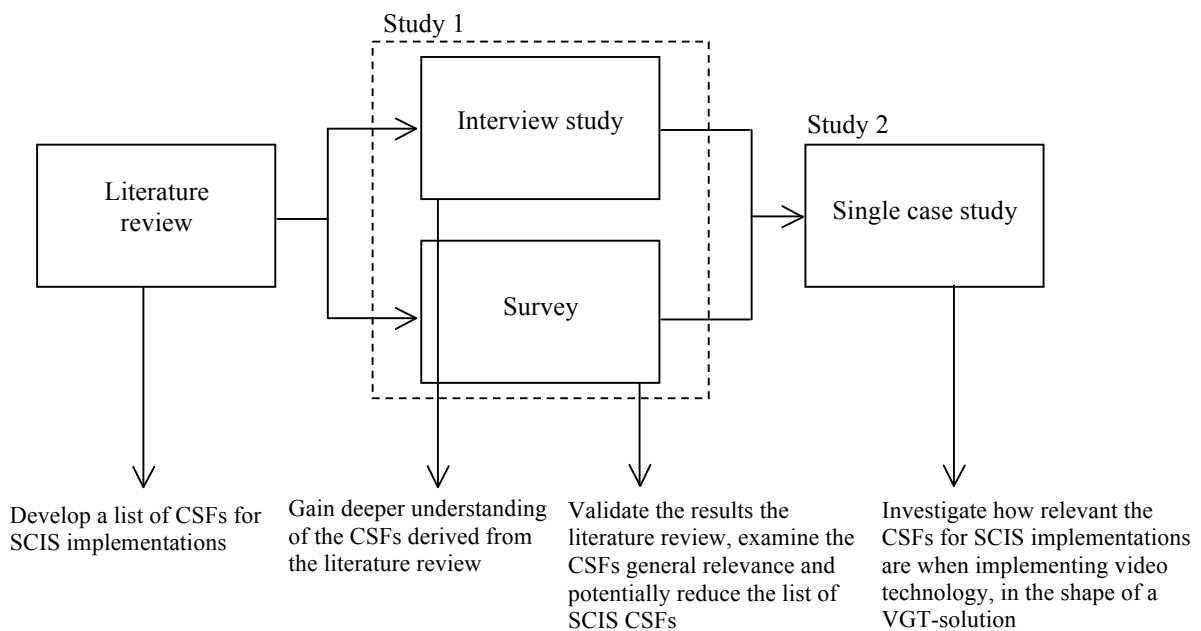 Study 1
Interview study
Study 2
Literature
review
Single case study
Survey
Develop a list of CSFs for
SCIS implementations
Gain deeper understanding
of the CSFs derived from
the literature review
Validate the results the
literature review, examine the
CSFs general relevance and
potentially reduce the list of
SCIS CSFs
Investigate how relevant the
CSFs for SCIS implementations
are when implementing video
technology, in the shape of a
VGT-solution